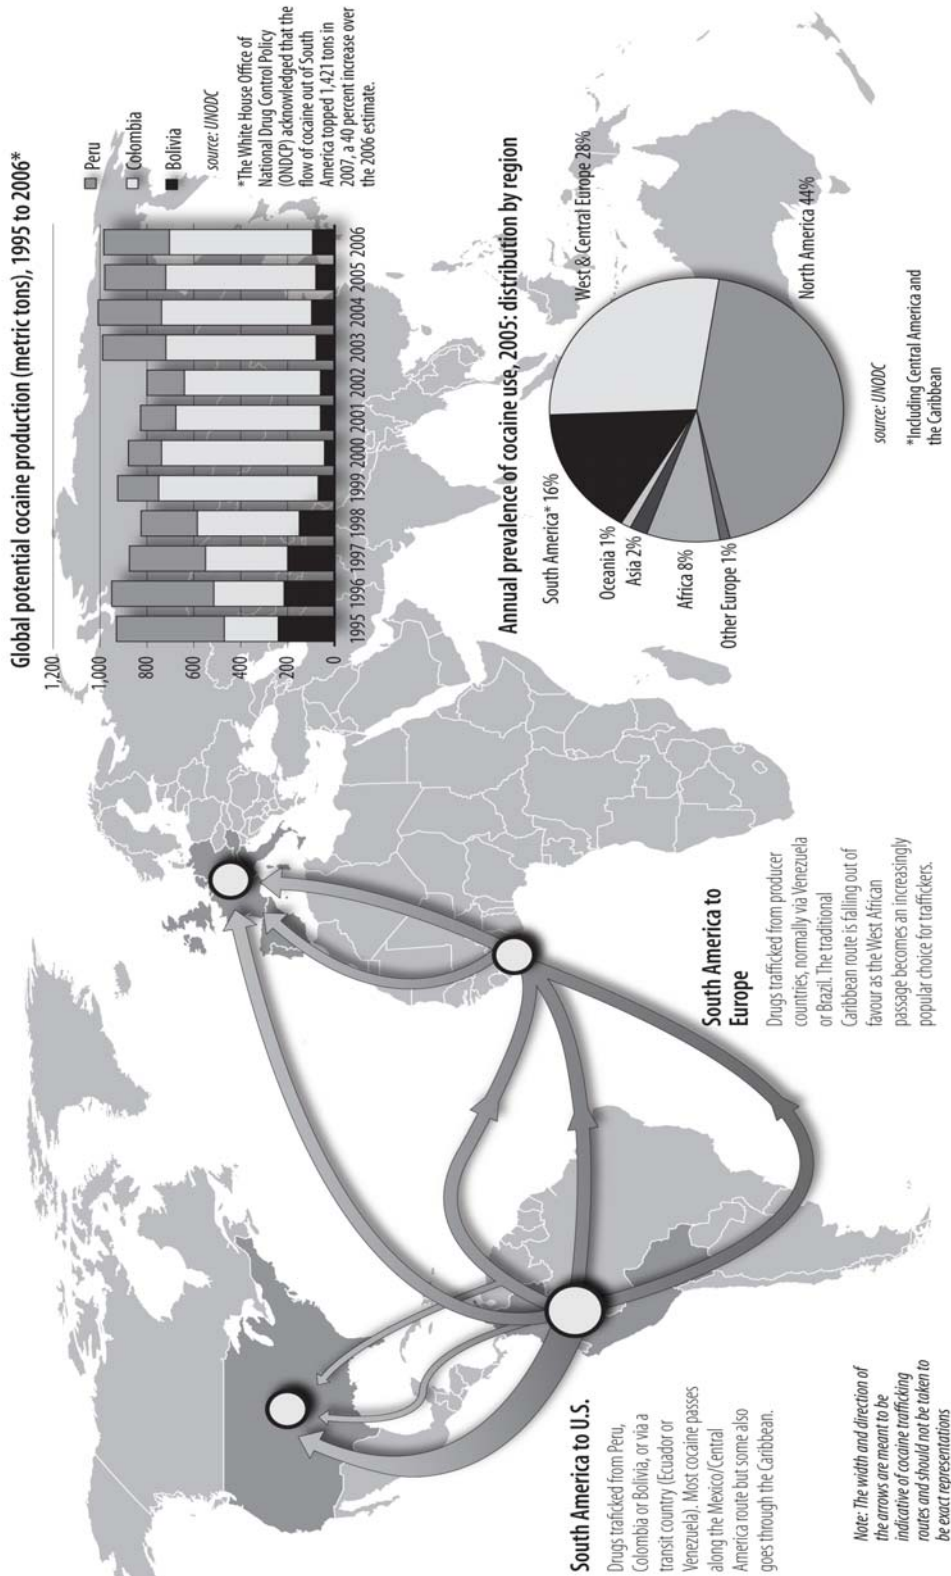 Global potential cocaine production (metric tons), 1995 to 2006*
1,200
1,000
800
600
400
200
0
1995 1996 1997 1998 1999 2000 2001 2002 2003 2004 2005 2006
Peru
Colombia
Bolivia
source: UNODC
*The White House Office of
National Drug Control Policy
(ONDCP) acknowledged that the
flow of cocaine out of South
America topped 1,421 tons in
2007, a 40 percent increase over
the 2006 estimate.
Annual prevalence of cocaine use, 2005: distribution by region
South America* 16%
Oceania 1%
Asia 2%
Africa 8%
Other Europe 1%
West & Central Europe 28%
North America 44%
source: UNODC
*Including Central America and
the Caribbean
South America to U.S.
Drugs traficked from Peru,
Colombia or Bolivia, or via a
transit country (Ecuador or
Venezuela). Most cocaine passes
along the Mexico/Central
America route but some also
goes through the Caribbean.
South America to
Europe
Drugs trafficked from producer
countries, normally via Venezuela
or Brazil. The traditional
Caribbean route is falling out of
favour as the West African
passage becomes an increasingly
popular choice for traffickers.
Note: The width and direction of
the arrows are meant to be
indicative of cocaine trafficking
routes and should not be taken to
be exact representations